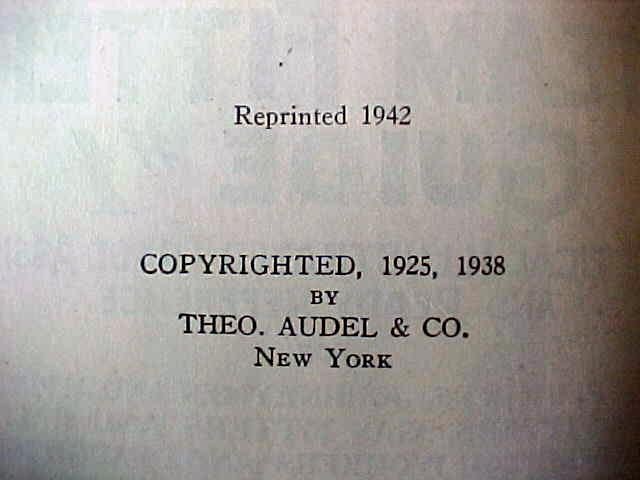 Reprinted 1942
COPYRIGHTED, 1925, 1938
BY
THEO. AUDEL & CO.
NEW YORK